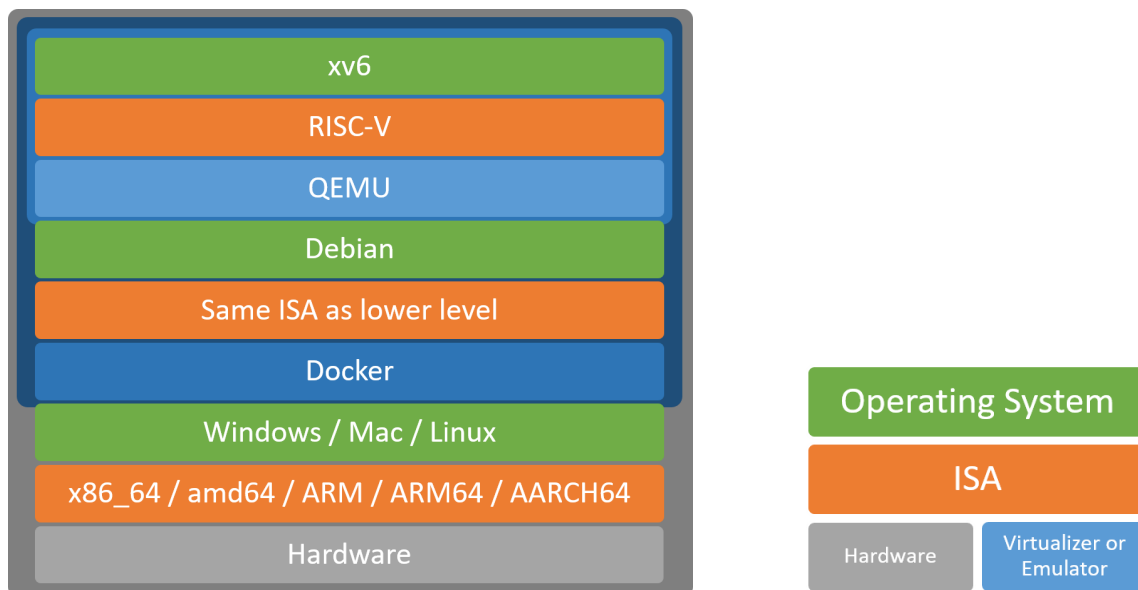 xv6
RISC-V
QEMU
Debian
Same ISA as lower level
Docker
Windows / Mac / Linux
x86_64 / amd64 / ARM / ARM64 / AARCH64
Hardware
Operating System
ISA
Hardware
Virtualizer or
Emulator